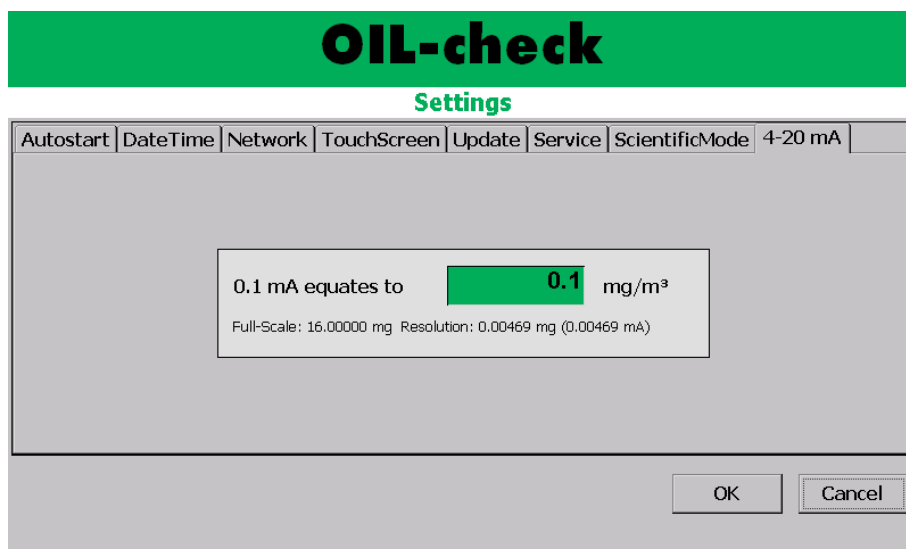 OIL-check
Settings
Autostart DateTime Network TouchScreen Update Service ScientificMode 4-20 mA
0.1 mA equates to 0.1 mg/m³
Full-Scale: 16.00000 mg Resolution: 0.00469 mg (0.00469 mA)
OK Cancel